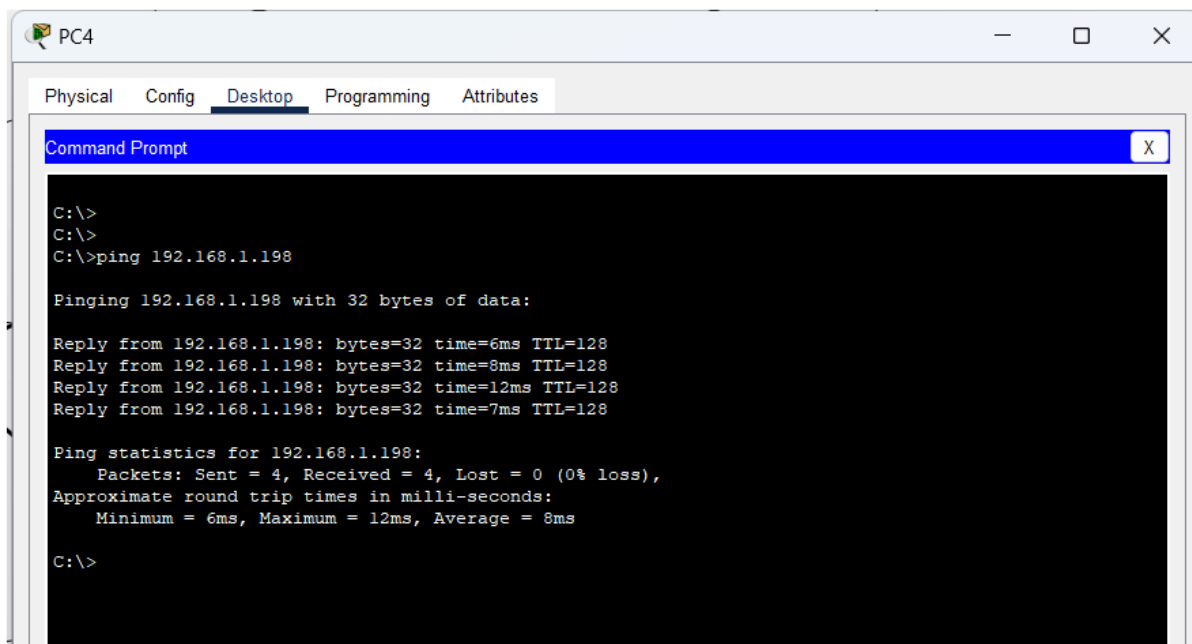 PC4
Physical Config Desktop Programming Attributes
Command Prompt X
C:\>
C:\>
C:\>ping 192.168.1.198
Pinging 192.168.1.198 with 32 bytes of data:
Reply from 192.168.1.198: bytes=32 time=6ms TTL=128
Reply from 192.168.1.198: bytes=32 time=8ms TTL=128
Reply from 192.168.1.198: bytes=32 time=12ms TTL=128
Reply from 192.168.1.198: bytes=32 time=7ms TTL=128
Ping statistics for 192.168.1.198:
Packets: Sent = 4, Received = 4, Lost = 0 (0% loss),
Approximate round trip times in milli-seconds:
Minimum = 6ms, Maximum = 12ms, Average = 8ms
C:\>